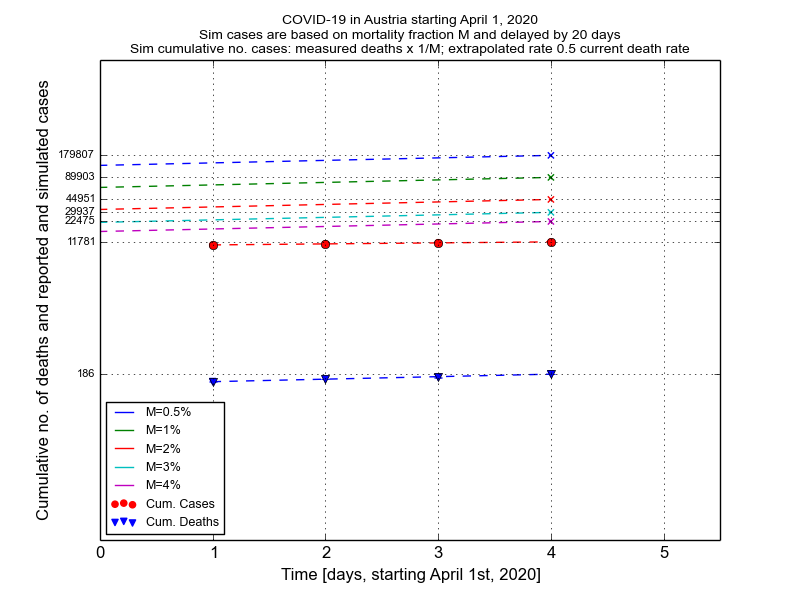 COVID-19 in Austria starting April 1, 2020
Sim cases are based on mortality fraction M and delayed by 20 days
Sim cumulative no. cases: measured deaths x 1/M; extrapolated rate 0.5 current death rate
Cumulative no. of deaths and reported and simulated cases
179807
89903
44951
29937
22475
11781
186
M=0.5%
M=1%
M=2%
M=3%
M=4%
Cum. Cases
Cum. Deaths
0 1 2 3 4 5
Time [days, starting April 1st, 2020]